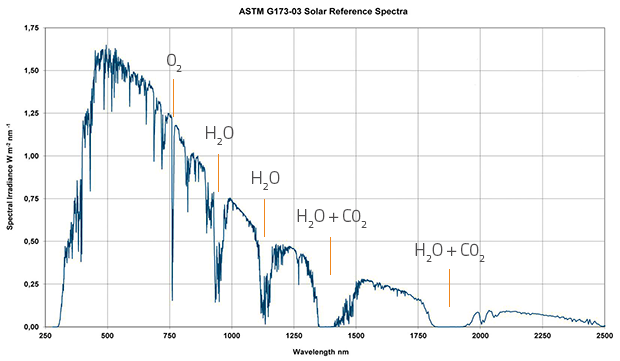 ASTM G173-03 Solar Reference Spectra
Spectral Irradiance W m-2 nm -1
1,75
1,50
1,25
1,00
0,75
0,50
0,25
0,00
O2
H2O
H2O
H2O + CO2
H2O + CO2
250 500 750 1000 1250 1500 1750 2000 2250 2500
Wavelength nm